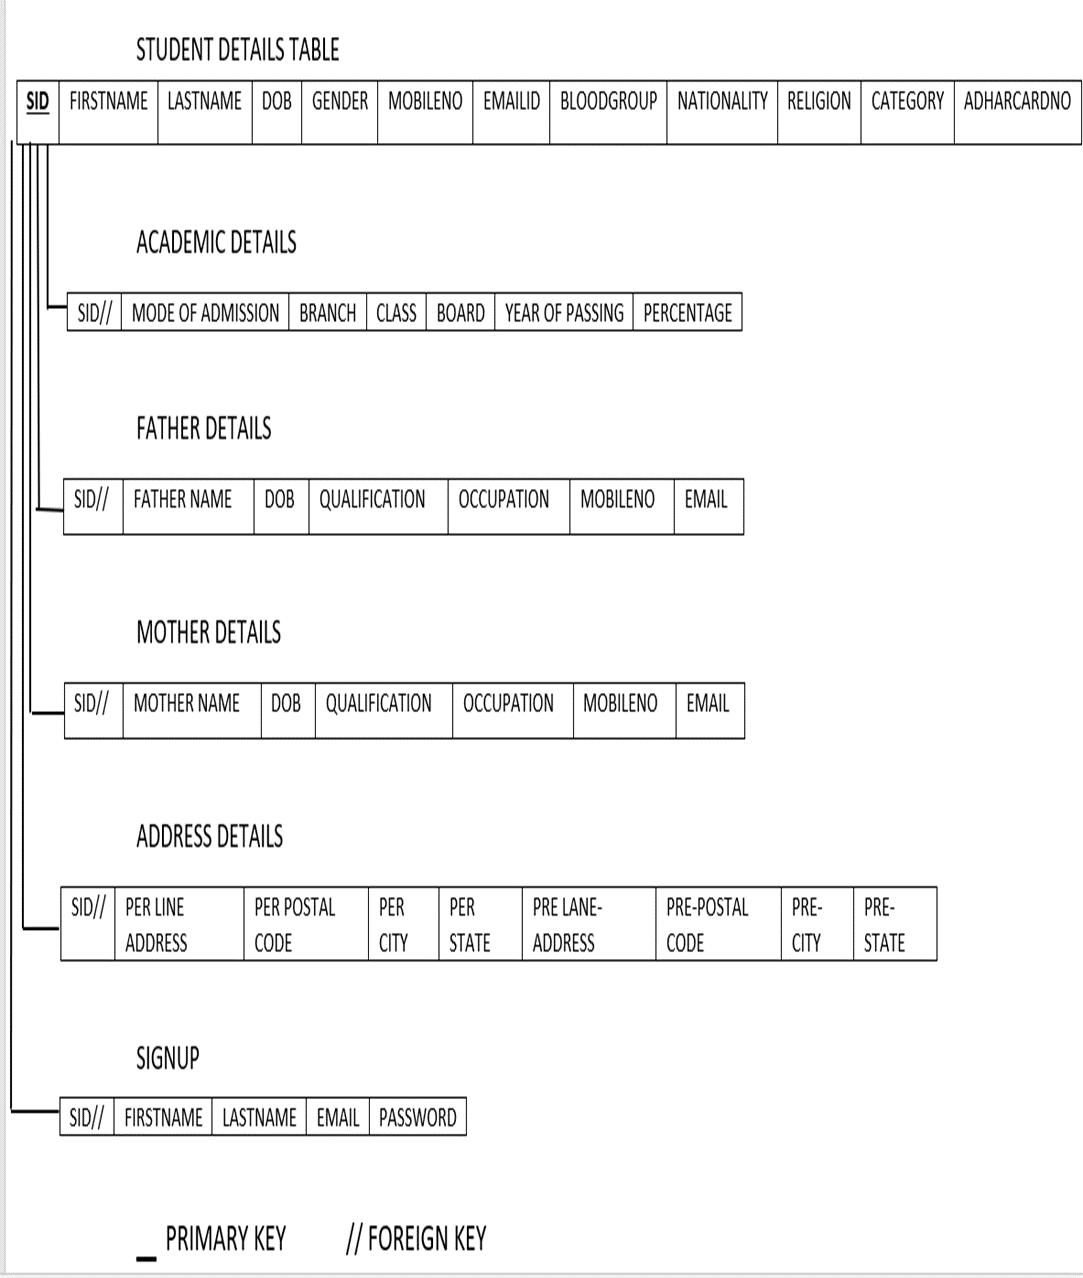 STUDENT DETAILS TABLE
SID FIRSTNAME LASTNAME DOB GENDER MOBILENO EMAILID BLOODGROUP NATIONALITY RELIGION CATEGORY ADHARCARDNO
ACADEMIC DETAILS
SID// MODE OF ADMISSION BRANCH CLASS BOARD YEAR OF PASSING PERCENTAGE
FATHER DETAILS
SID// FATHER NAME DOB QUALIFICATION OCCUPATION MOBILENO EMAIL
MOTHER DETAILS
SID// MOTHER NAME DOB QUALIFICATION OCCUPATION MOBILENO EMAIL
ADDRESS DETAILS
SID// PER LINE PER POSTAL PER PER PRE LANE- PRE-POSTAL PRE- PRE-
ADDRESS CODE CITY STATE ADDRESS CODE CITY STATE
SIGNUP
SID// FIRSTNAME LASTNAME EMAIL PASSWORD
PRIMARY KEY // FOREIGN KEY